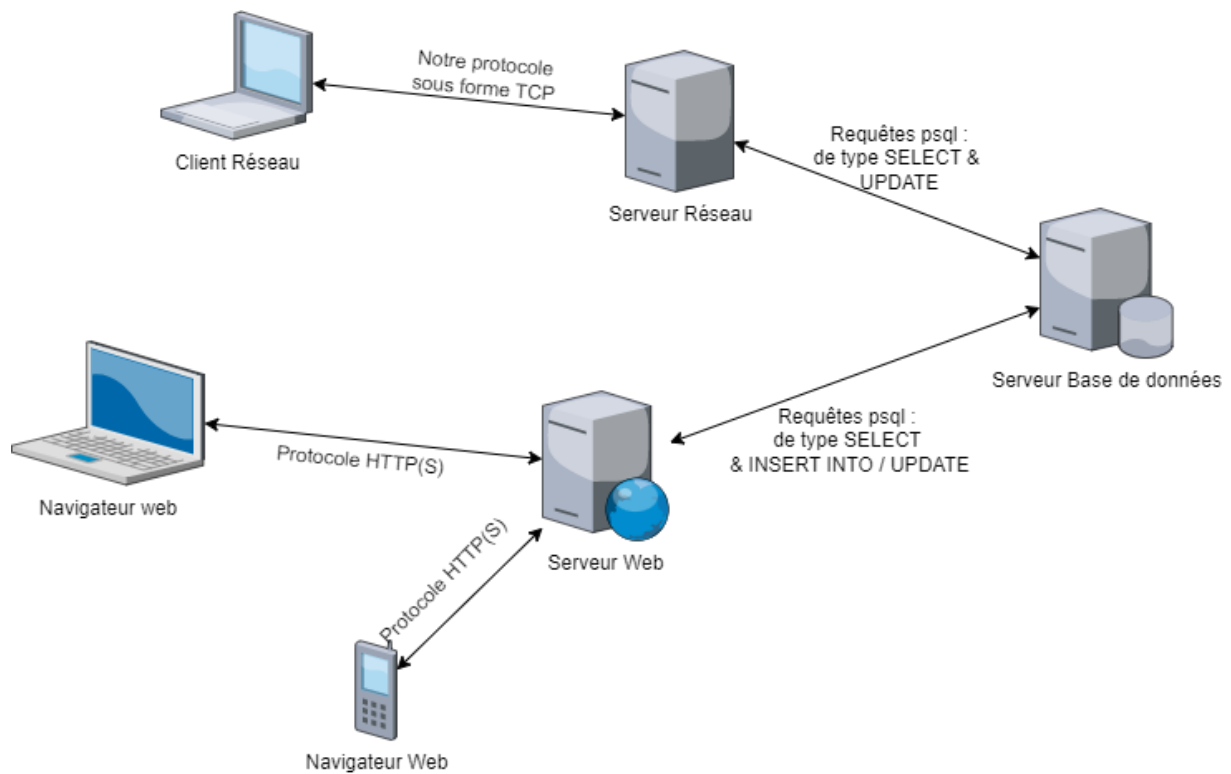 Notre protocole
sous forme TCP
Client Réseau
Serveur Réseau
Requêtes psql :
de type SELECT &
UPDATE
Serveur Base de données
Navigateur web
Protocole HTTP(S)
Requêtes psql :
de type SELECT
& INSERT INTO / UPDATE
Serveur Web
Protocole HTTP(S)
Navigateur Web